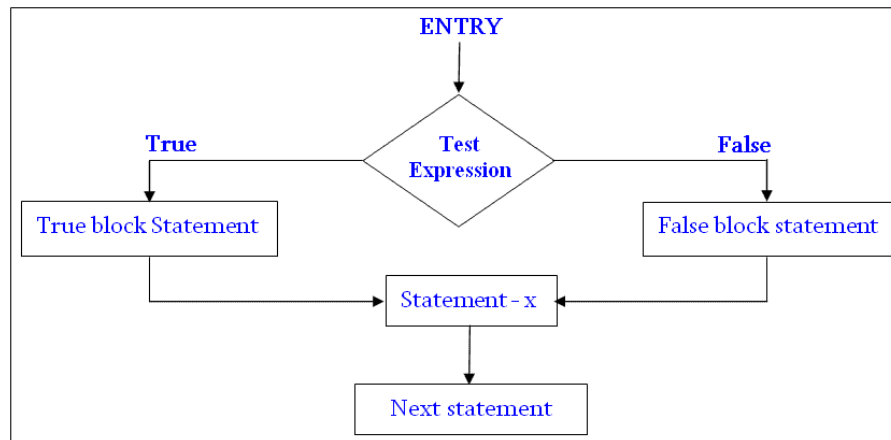 ENTRY
Test
Expression
True
False
True block Statement
False block statement
Statement - x
Next statement